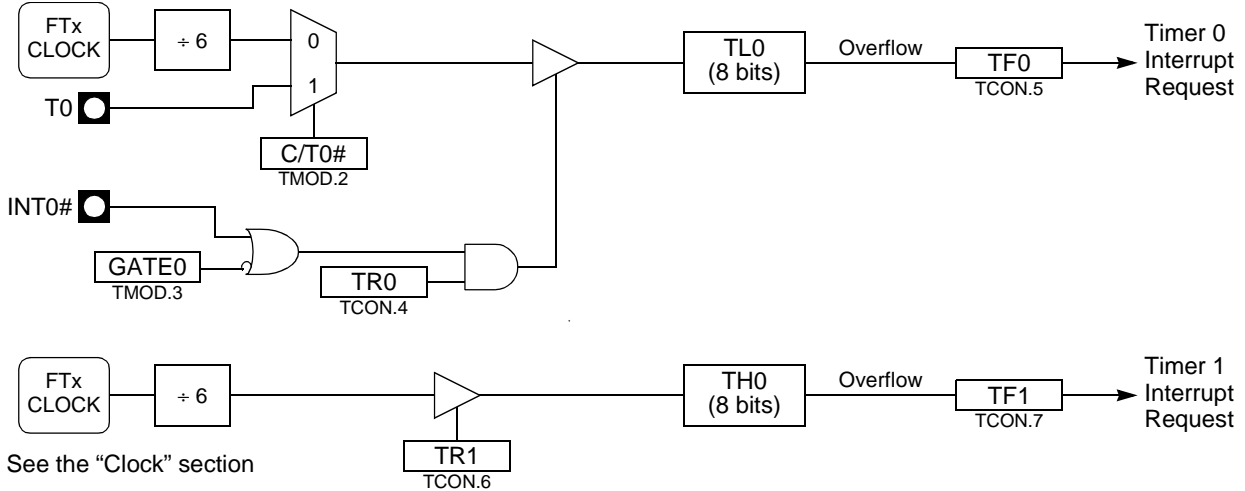 FTx
CLOCK
÷ 6
0
1
T0
C/T0#
TMOD.2
TL0
(8 bits)
Overflow
TF0
TCON.5
Timer 0
Interrupt
Request
INT0#
GATE0
TMOD.3
TR0
TCON.4
FTx
CLOCK
÷ 6
TR1
TCON.6
TH0
(8 bits)
Overflow
TF1
TCON.7
Timer 1
Interrupt
Request
See the “Clock” section